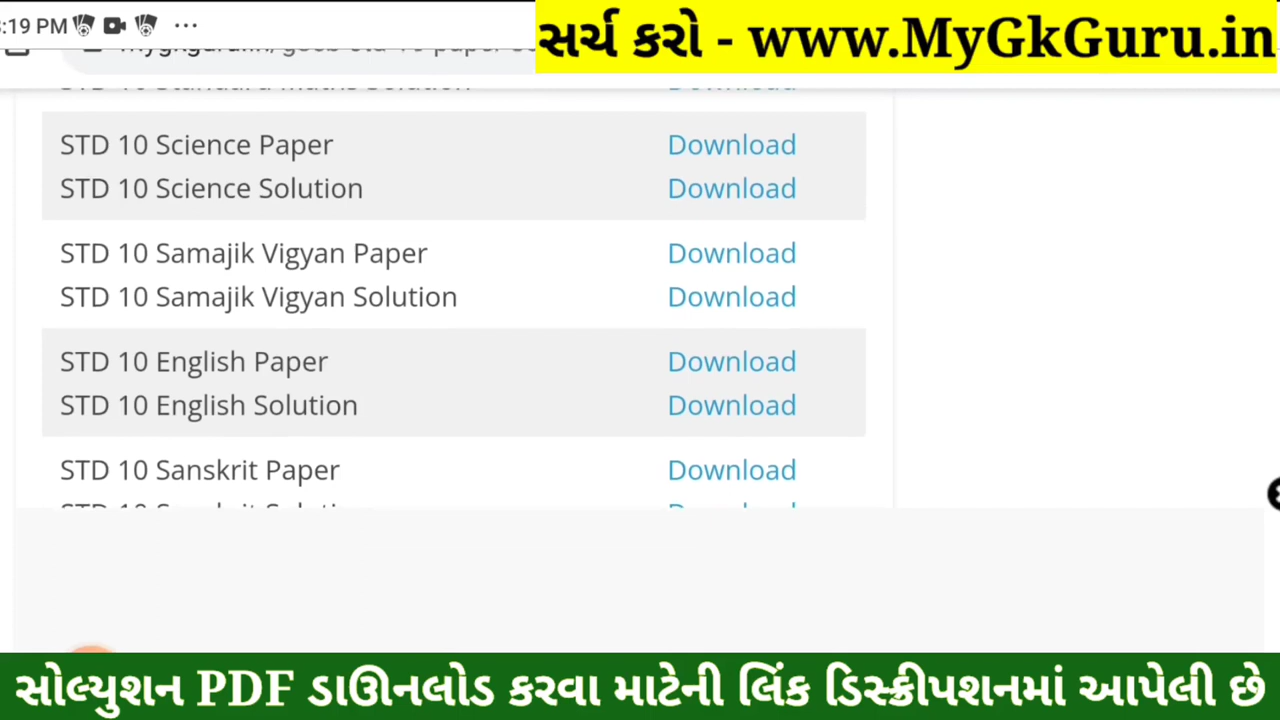 :19 PM
સર્ચ કરો - www.MyGkGuru.in
STD 10 Science Paper Download
STD 10 Science Solution Download
STD 10 Samajik Vigyan Paper Download
STD 10 Samajik Vigyan Solution Download
STD 10 English Paper Download
STD 10 English Solution Download
STD 10 Sanskrit Paper Download
સોલ્યુશન PDF ડાઊનલોડ કરવા માટેની લિંક ડિસ્ક્રીપશનમાં આપેલી છે